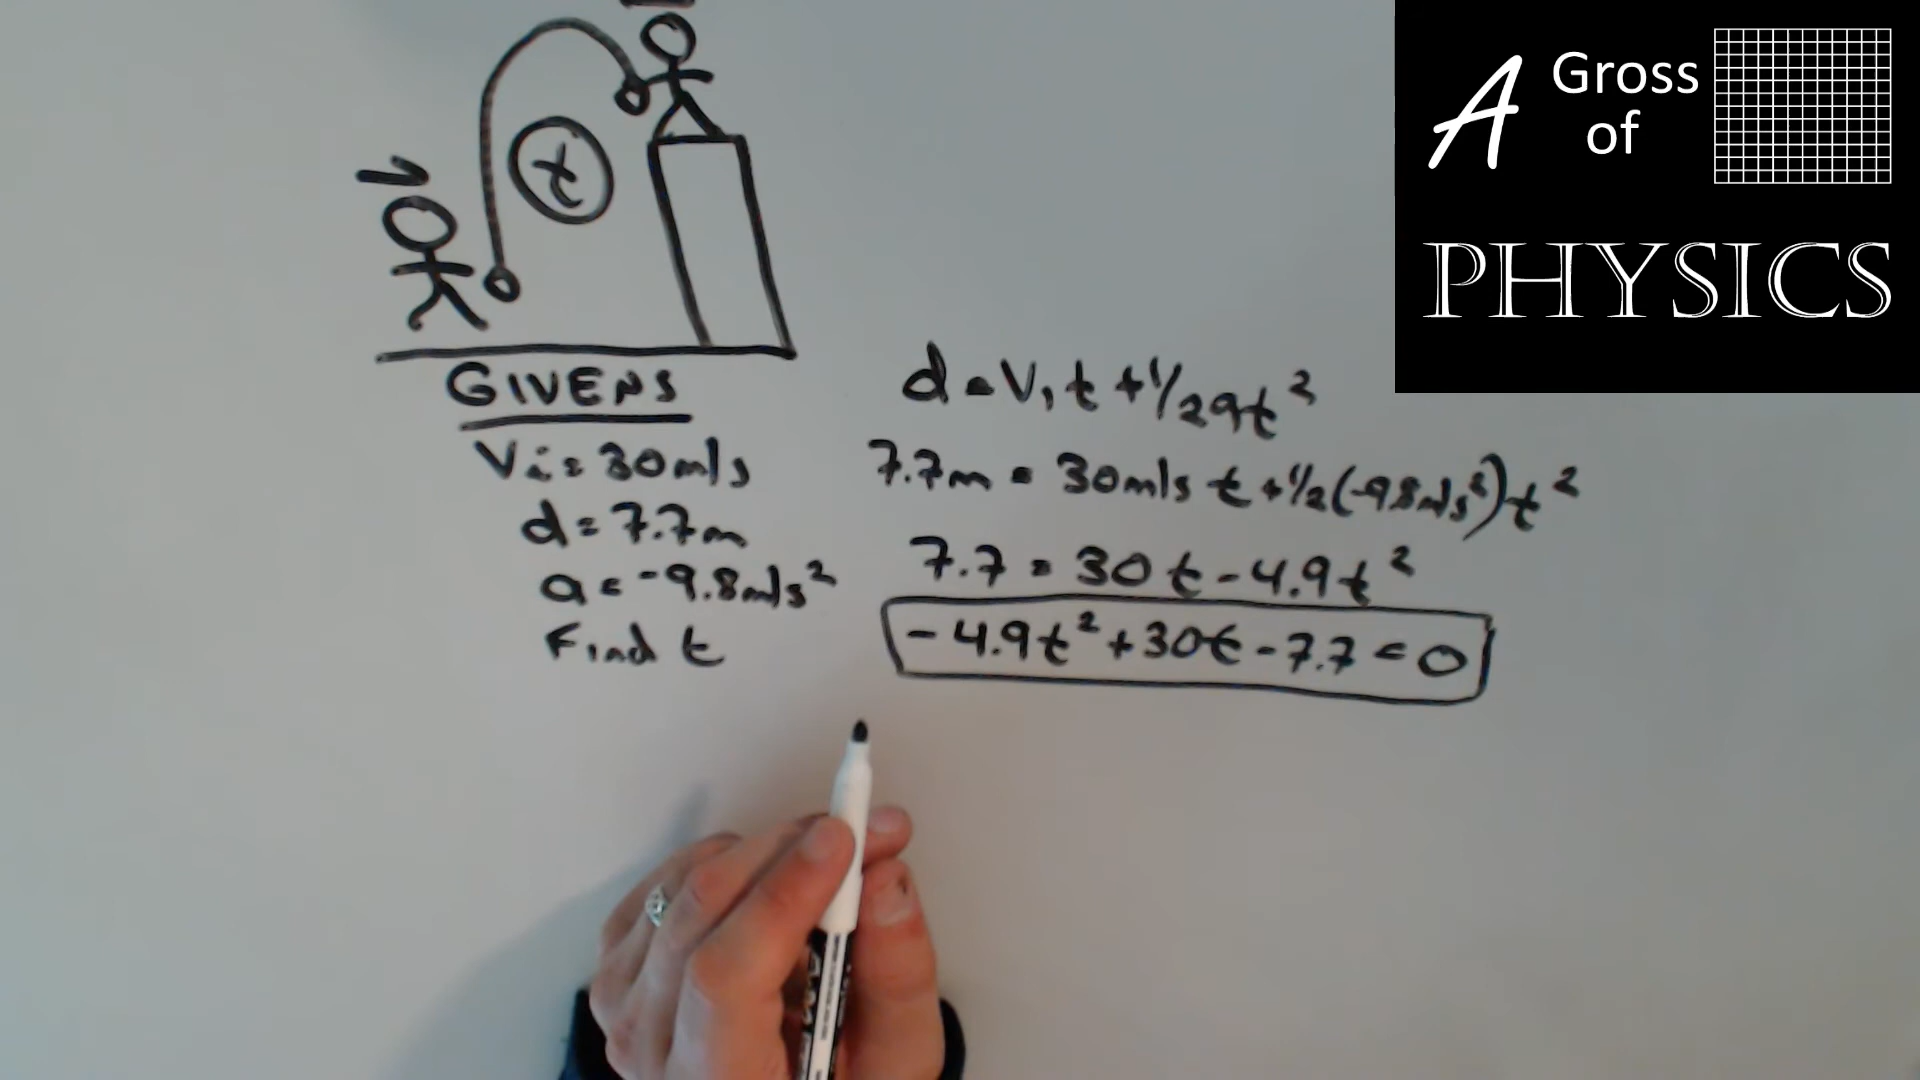 A Gross of
PHYSICS
t
GIVENS
Vi = 30m/s
d = 7.7m
a = -9.8m/s²
Find t
d = V₁t + 1/2at²
7.7m = 30m/s t + 1/2(-9.8m/s²)t²
7.7 = 30t - 4.9t²
-4.9t² + 30t - 7.7 = 0